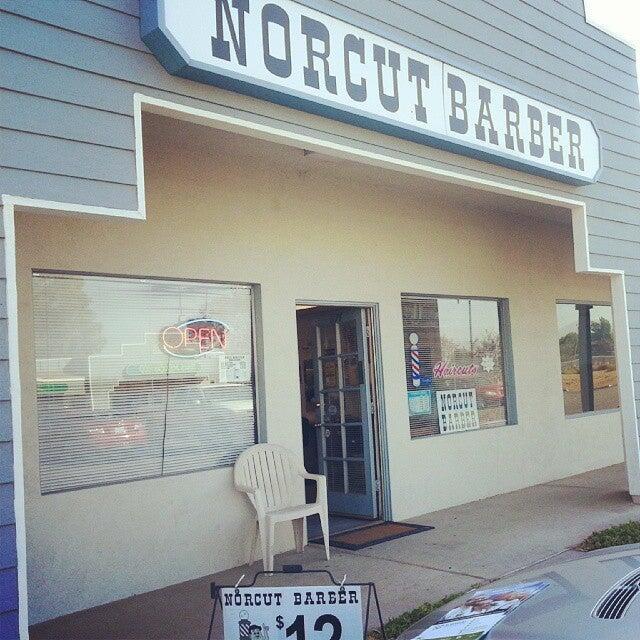 NORCUT BARBER
OPEN
Haircuts
NORCUT
BARBER
NORCUT BARBER
$12